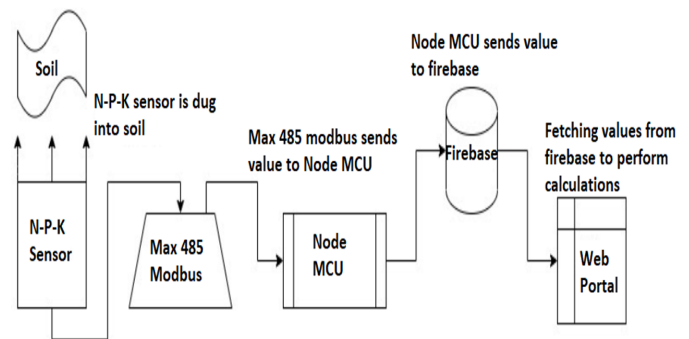 Soil
N-P-K sensor is dug
into soil
N-P-K
Sensor
Max 485
Modbus
Max 485 modbus sends
value to Node MCU
Node
MCU
Node MCU sends value
to firebase
Firebase
Fetching values from
firebase to perform
calculations
Web
Portal